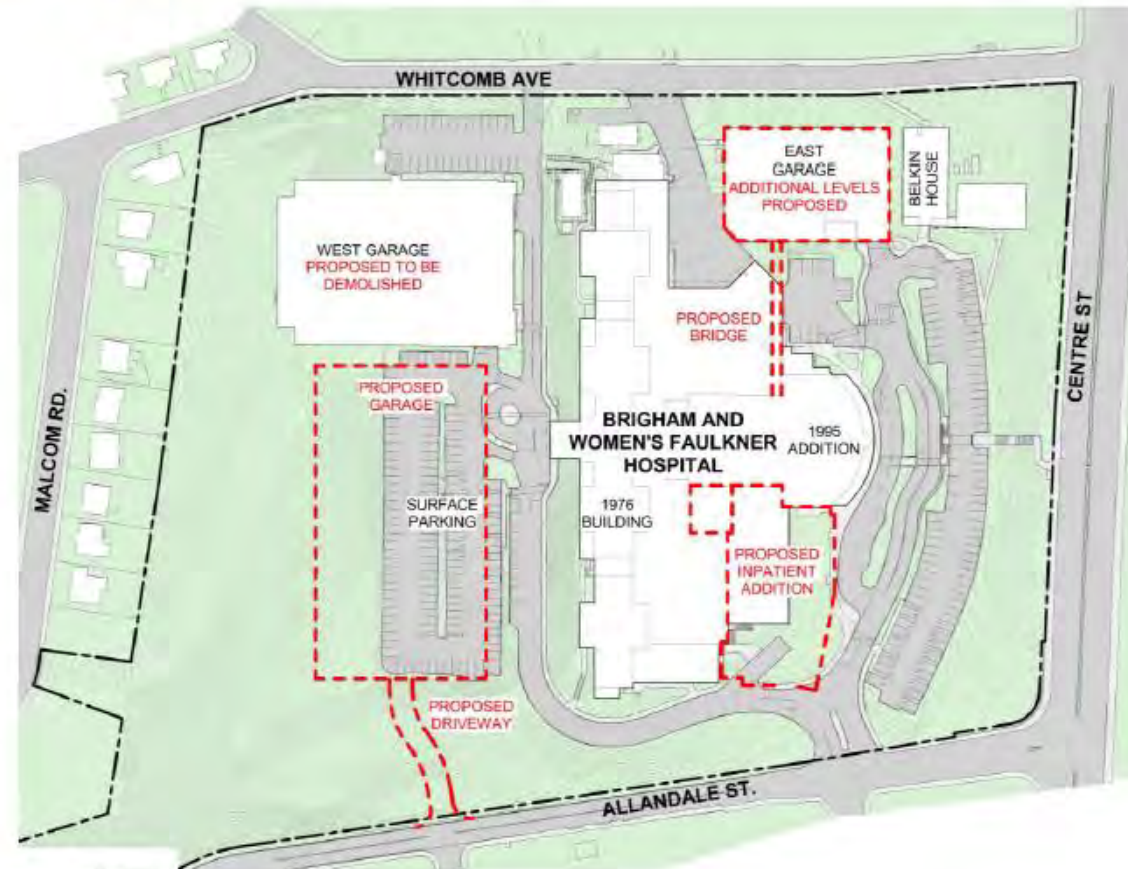 WHITCOMB AVE
EAST
GARAGE
ADDITIONAL LEVELS
PROPOSED
BELKIN
HOUSE
WEST GARAGE
PROPOSED TO BE
DEMOLISHED
PROPOSED
BRIDGE
CENTRE ST
MALCOM RD.
PROPOSED
GARAGE
BRIGHAM AND
WOMEN'S FAULKNER
HOSPITAL
1995
ADDITION
SURFACE
PARKING
1976
BUILDING
PROPOSED
INPATIENT
ADDITION
PROPOSED
DRIVEWAY
ALLANDALE ST.